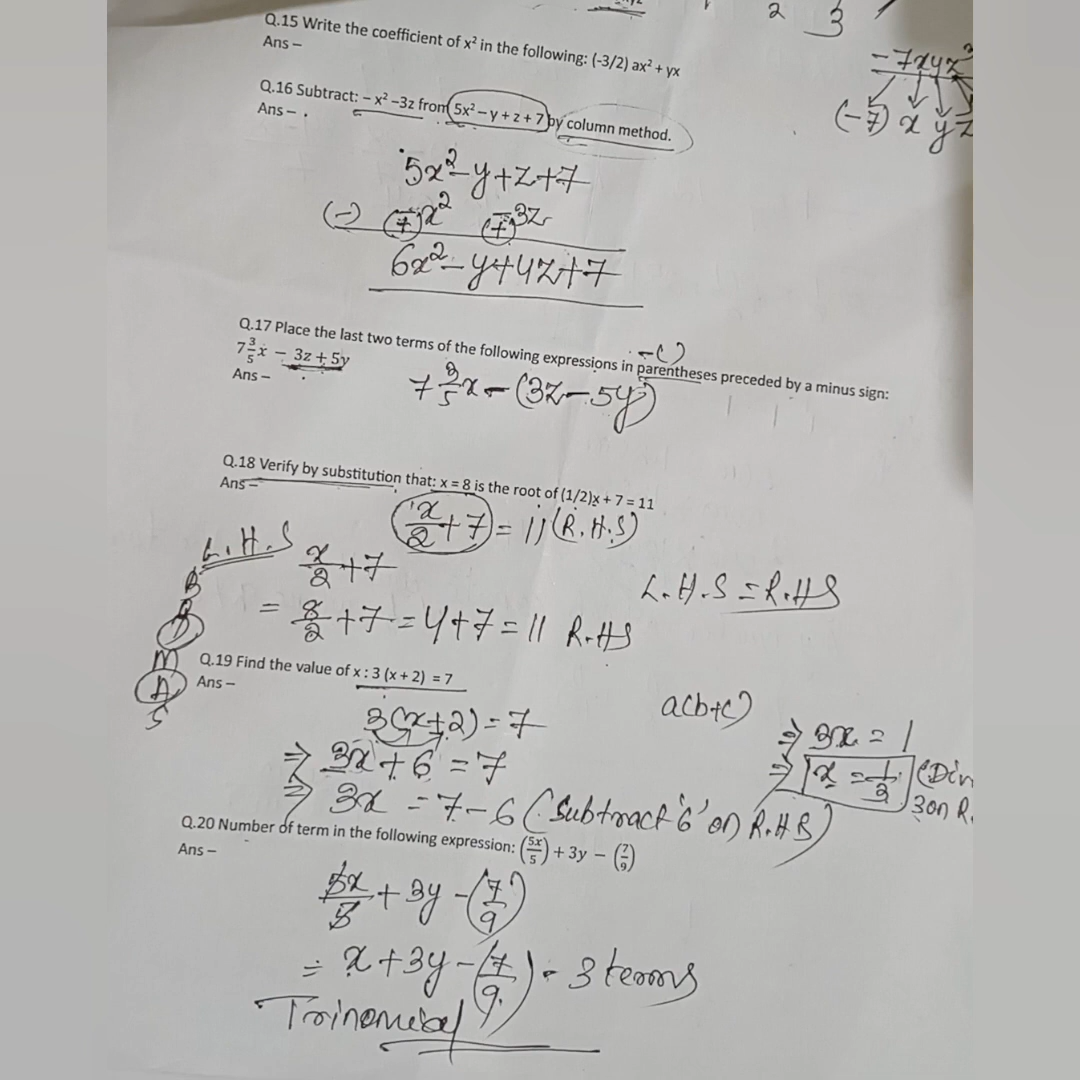 2 3
-7xyz³
(-7) x y z
Q.15 Write the coefficient of x² in the following: (-3/2) ax² + yx
Ans –
Q.16 Subtract: – x² –3z from 5x² – y + z + 7 by column method.
Ans –
5x² - y + z + 7
(-) (+) x² (+) 3z
6x² - y + 4z + 7
Q.17 Place the last two terms of the following expressions in parentheses preceded by a minus sign:
-( )
7 3/5 x – 3z + 5y
Ans –
7 3/5 x - (3z - 5y)
Q.18 Verify by substitution that: x = 8 is the root of (1/2)x + 7 = 11
Ans –
x/2 + 7 = 11 (R.H.S)
L.H.S x/2 + 7
L.H.S = R.HS
= 8/2 + 7 = 4 + 7 = 11 R.HS
B
D
M
A
S
Q.19 Find the value of x : 3 (x + 2) = 7
Ans –
3(x+2) = 7
a(b+c)
⇒ 3x + 6 = 7
⇒ 3x = 7 - 6 (Subtract '6' on R.H.S)
⇒ 3x = 1
⇒ x = 1/3
3 on R.
Q.20 Number of term in the following expression: (5x/5) + 3y – (7/9)
Ans –
5x/5 + 3y - (7/9)
= x + 3y - (7/9) - 3 terms
Trinomial